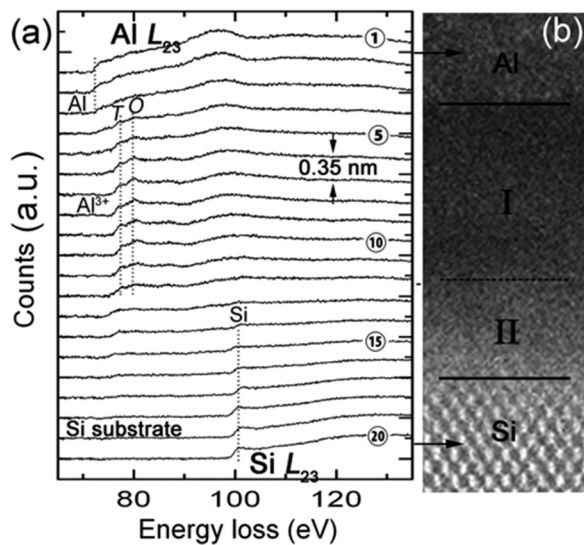 (a)
Al L23
①
(b)
Al
Al
T O
⑤
0.35 nm
I
Al3+
⑩
Si
II
⑮
Si substrate
⑳
Si
Si L23
Counts (a.u.)
80 100 120
Energy loss (eV)